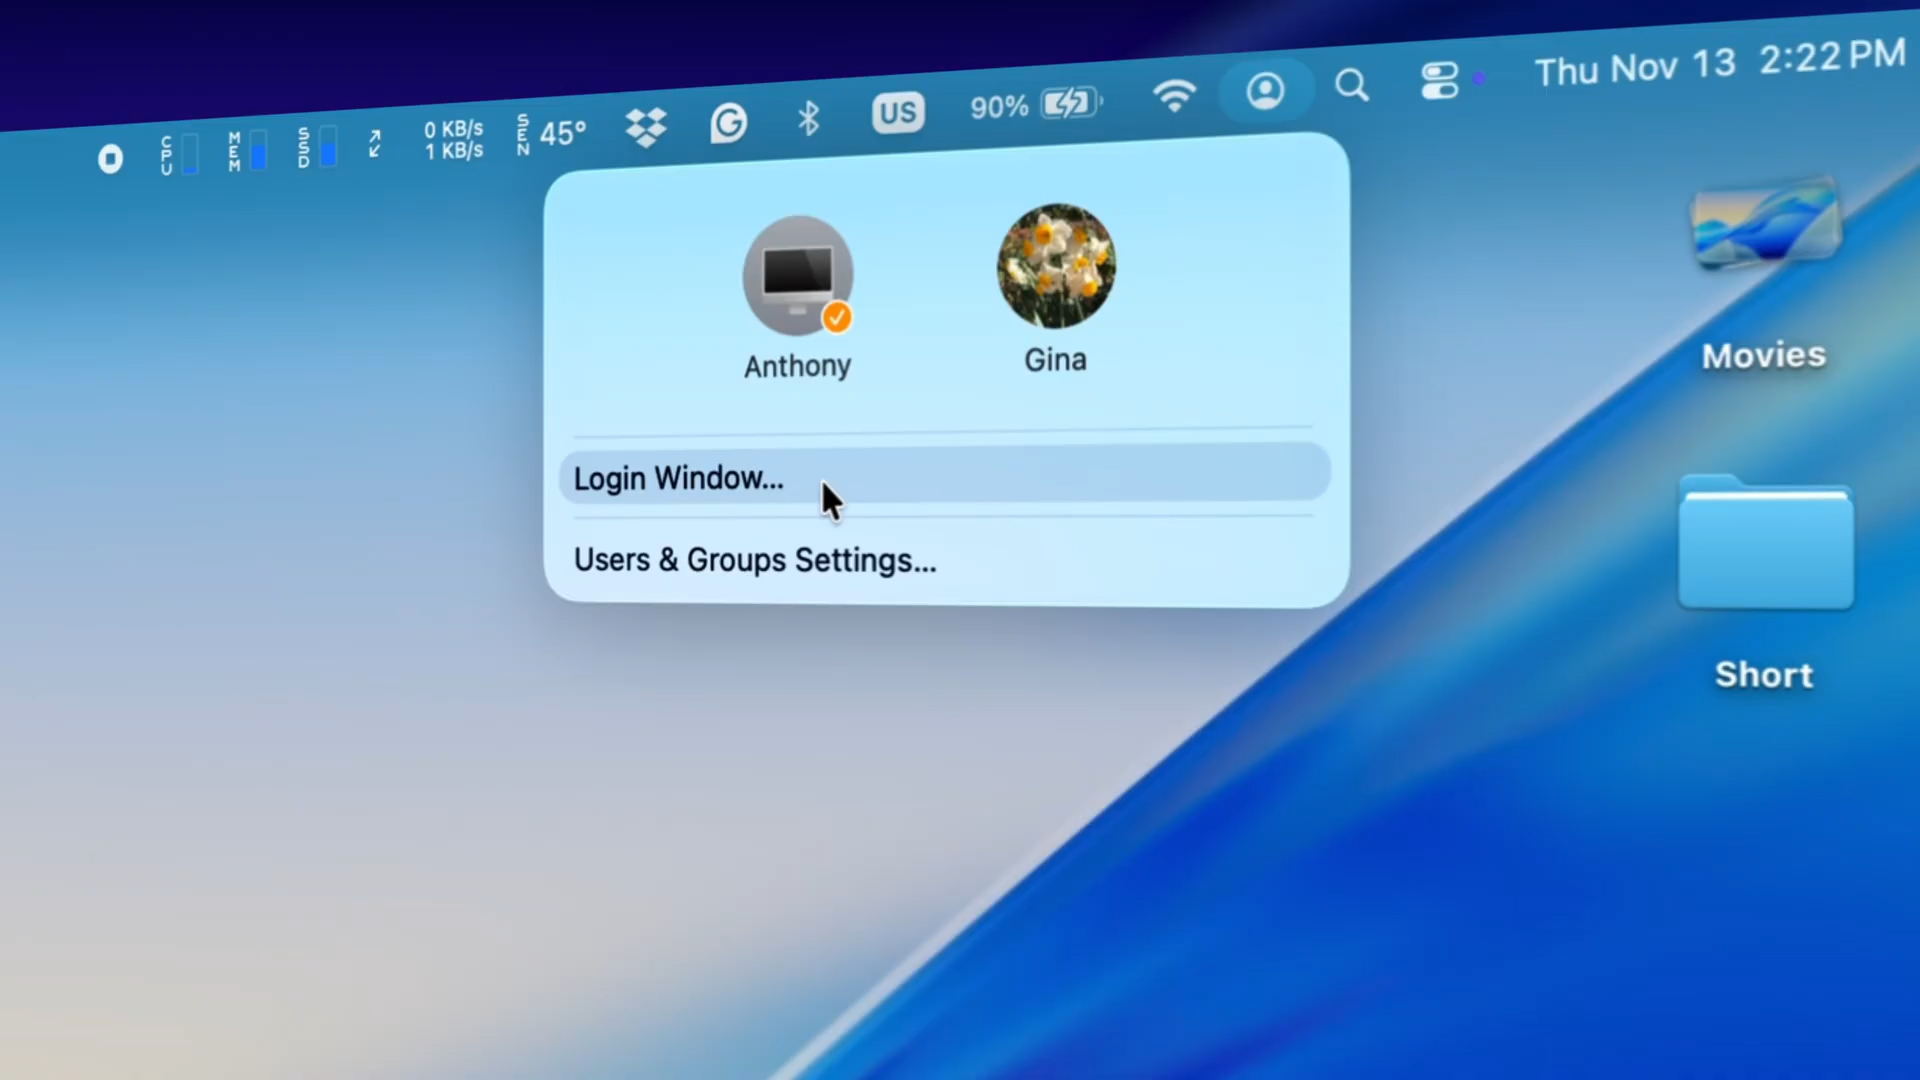 CPU
MEM
SSD
0 KB/s
1 KB/s
SEN
45°
US
90%
Thu Nov 13 2:22 PM
Anthony
Gina
Login Window...
Users & Groups Settings...
Movies
Short